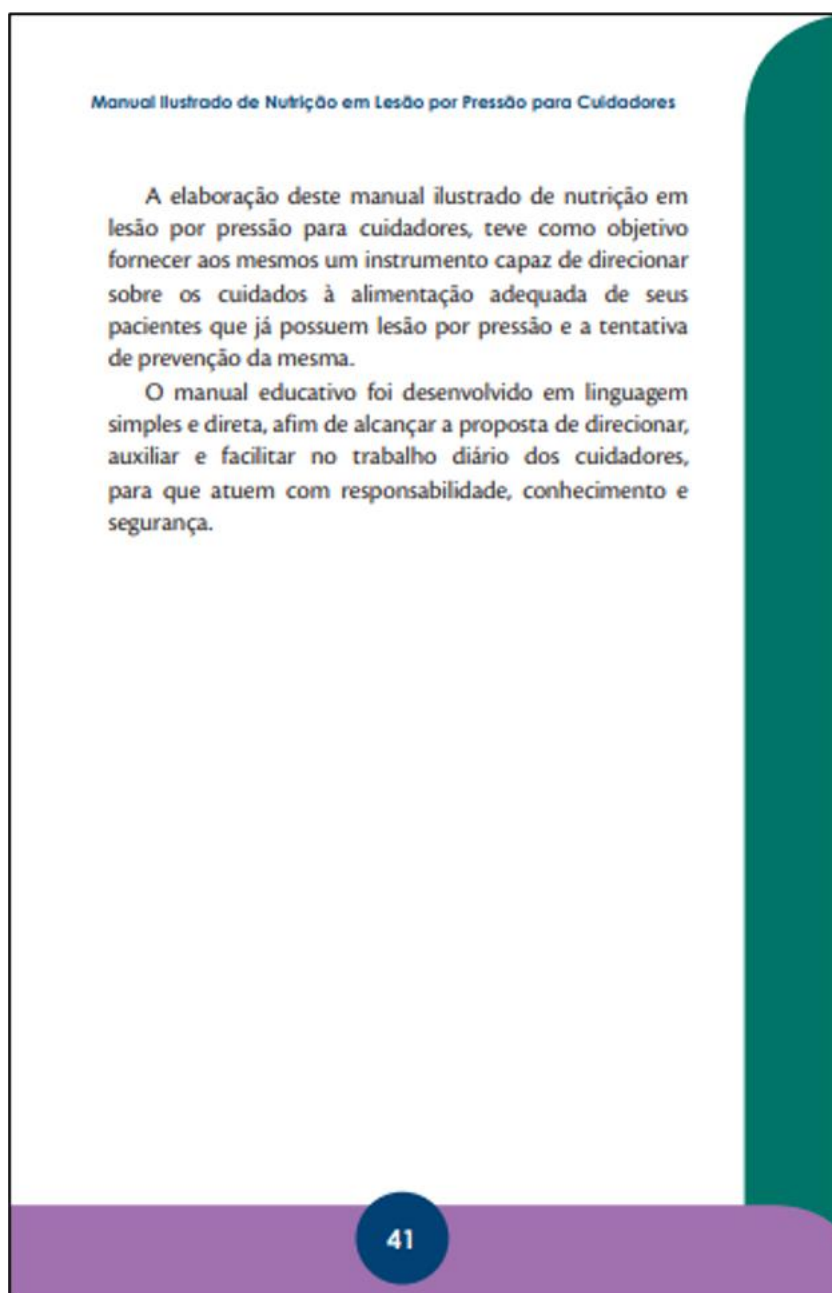 Manual Ilustrado de Nutrição em Lesão por Pressão para Cuidadores
A elaboração deste manual ilustrado de nutrição em
lesão por pressão para cuidadores, teve como objetivo
fornecer aos mesmos um instrumento capaz de direcionar
sobre os cuidados à alimentação adequada de seus
pacientes que já possuem lesão por pressão e a tentativa
de prevenção da mesma.
O manual educativo foi desenvolvido em linguagem
simples e direta, afim de alcançar a proposta de direcionar,
auxiliar e facilitar no trabalho diário dos cuidadores,
para que atuem com responsabilidade, conhecimento e
segurança.
41